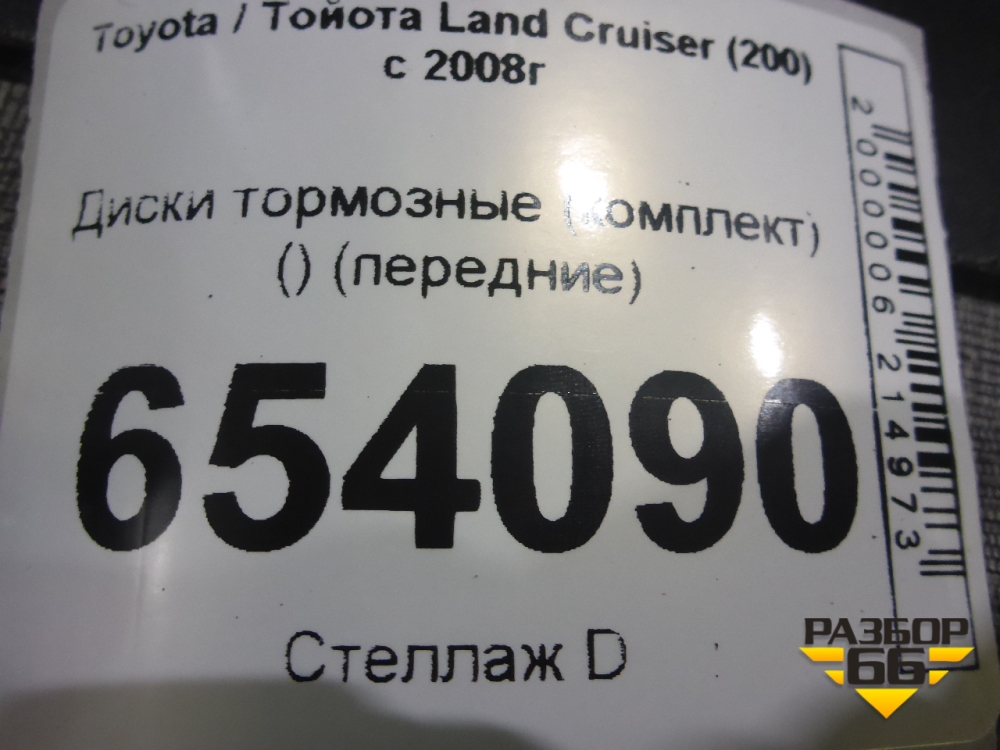 Toyota / Тойота Land Cruiser (200)
с 2008г
Диски тормозные (комплект)
() (передние)
654090
Стеллаж D
2000006214973
РАЗБОР
66